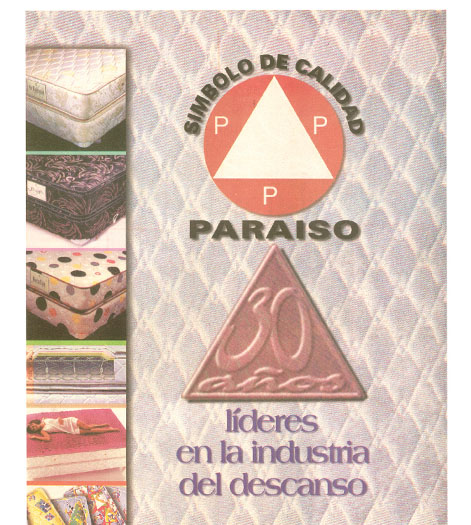 SIMBOLO DE CALIDAD
P P
P
PARAISO
30
años
líderes
en la industria
del descanso